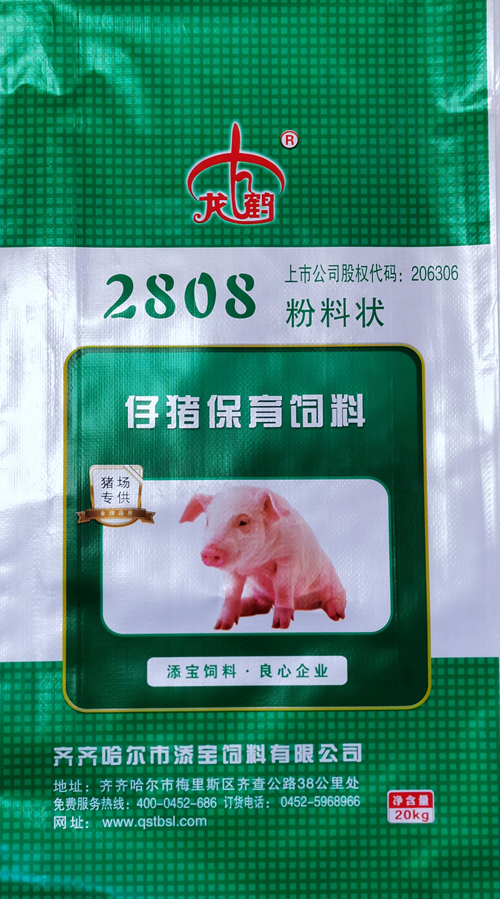 龙鹤
®
2808
上市公司股权代码：206306
粉料状
仔猪保育饲料
猪场
专供
添宝饲料·良心企业
齐齐哈尔市添宝饲料有限公司
地址：齐齐哈尔市梅里斯区齐查公路38公里处
免费服务热线：400-0452-686 订货电话：0452-5968966
网址：www.qstbsl.com
净含量
20kg